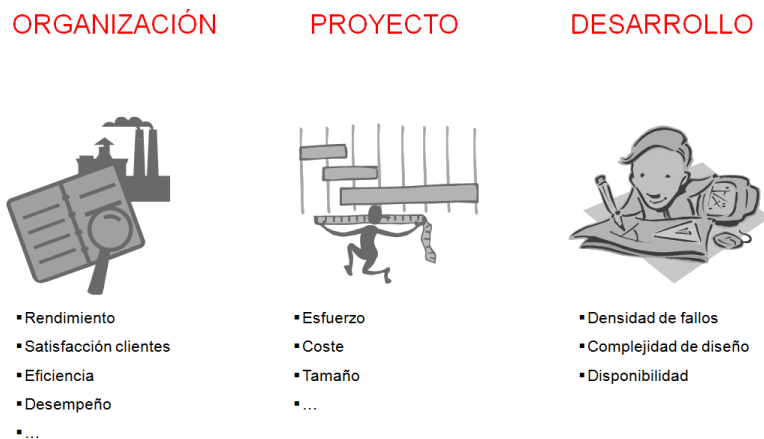 ORGANIZACIÓN
▪Rendimiento
▪Satisfacción clientes
▪Eficiencia
▪Desempeño
▪...
PROYECTO
▪Esfuerzo
▪Coste
▪Tamaño
▪...
DESARROLLO
▪Densidad de fallos
▪Complejidad de diseño
▪Disponibilidad